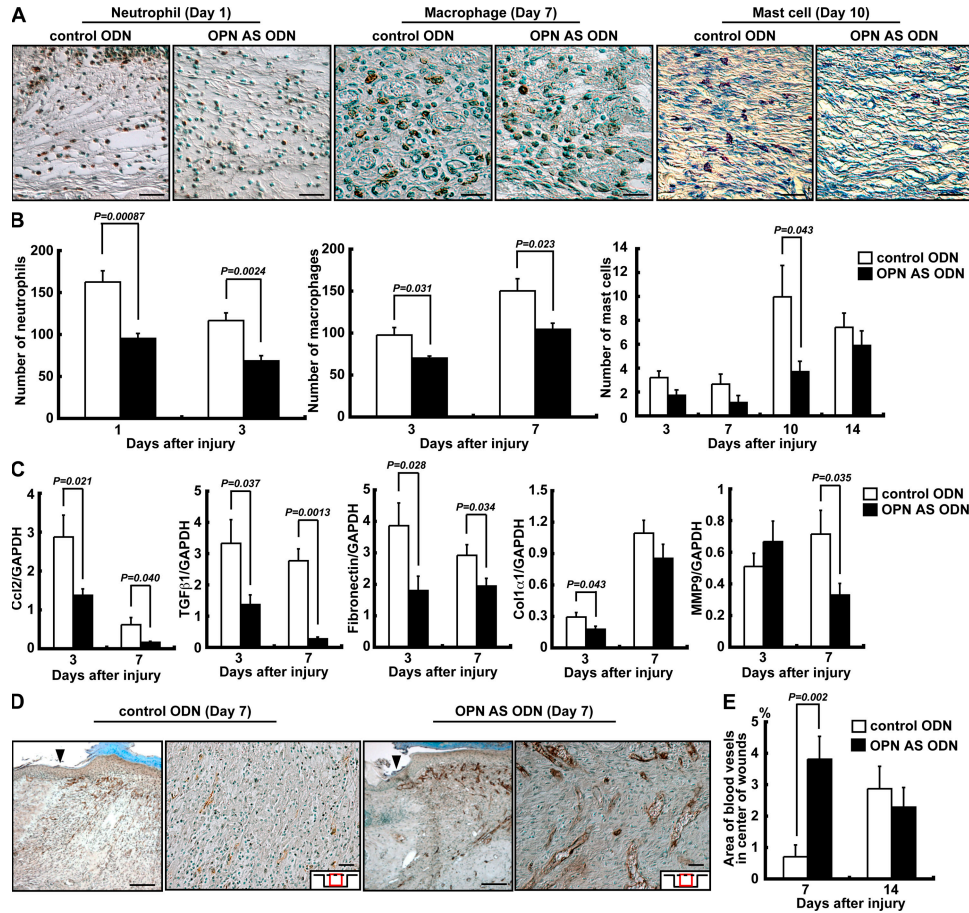 A
Neutrophil (Day 1)
Macrophage (Day 7)
Mast cell (Day 10)
control ODN
OPN AS ODN
control ODN
OPN AS ODN
control ODN
OPN AS ODN
B
P=0.00087
P=0.0024
Number of neutrophils
200
150
100
50
0
1
3
Days after injury
P=0.031
P=0.023
Number of macrophages
200
150
100
50
0
3
7
Days after injury
P=0.043
Number of mast cells
14
12
10
8
6
4
2
0
3
7
10
14
Days after injury
control ODN
OPN AS ODN
C
P=0.021
P=0.040
Ccl2/GAPDH
4
3
2
1
0
3
7
Days after injury
P=0.037
P=0.0013
TGFβ1/GAPDH
5
4
3
2
1
0
3
7
Days after injury
P=0.028
P=0.034
Fibronectin/GAPDH
5
4
3
2
1
0
3
7
Days after injury
P=0.043
Col1α1/GAPDH
1.5
1.2
0.9
0.6
0.3
0
3
7
Days after injury
P=0.035
MMP9/GAPDH
1
0.8
0.6
0.4
0.2
0
3
7
Days after injury
control ODN
OPN AS ODN
D
control ODN (Day 7)
OPN AS ODN (Day 7)
E
P=0.002
%
Area of blood vessels
in center of wounds
5
4
3
2
1
0
7
14
Days after injury
control ODN
OPN AS ODN